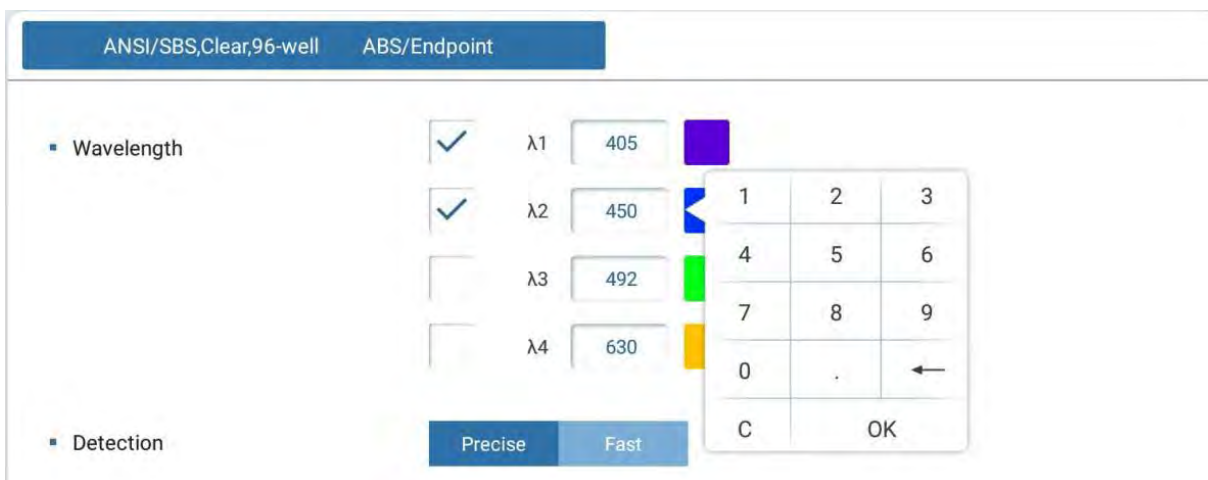 ANSI/SBS,Clear,96-well ABS/Endpoint
Wavelength
λ1 405
λ2 450
λ3 492
λ4 630
1 2 3
4 5 6
7 8 9
0 .
C OK
Detection
Precise Fast